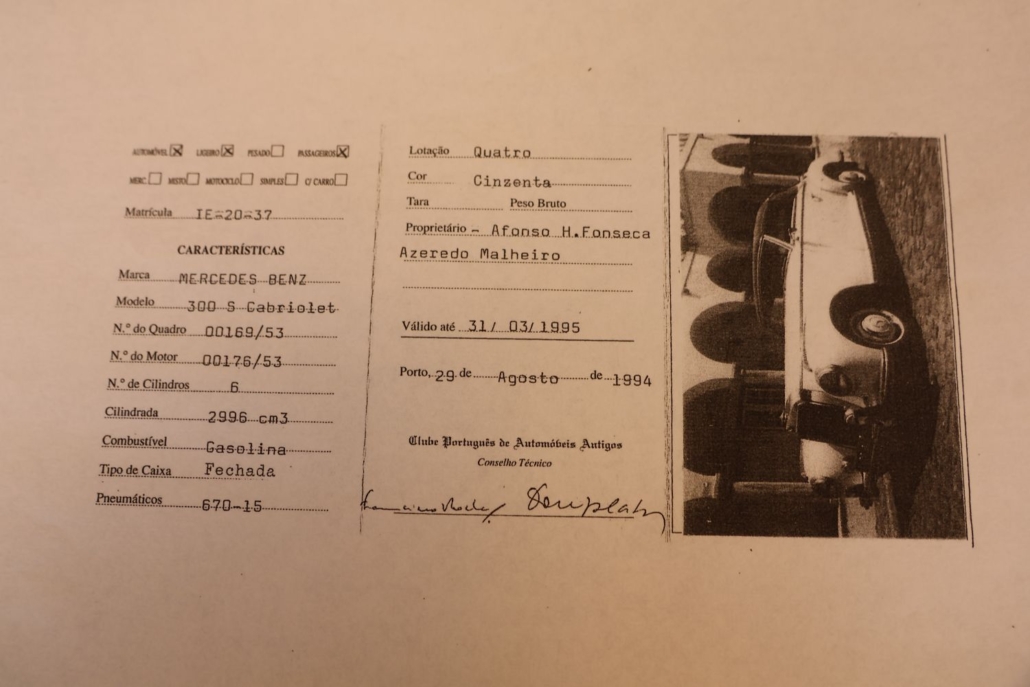 AUTOMÓVEL ☒ LIGEIRO ☒ PESADO ☐ PASSAGEIROS ☒
MERC. ☐ MISTO ☐ MOTOCICLO ☐ SIMPLES ☐ C/ CARRO ☐
Matrícula IE-20-37
CARACTERÍSTICAS
Marca MERCEDES BENZ
Modelo 300 S Cabriolet
N.º do Quadro 00169/53
N.º do Motor 00176/53
N.º de Cilindros 6
Cilindrada 2996 cm3
Combustível Gasolina
Tipo de Caixa Fechada
Pneumáticos 670-15
Lotação Quatro
Cor Cinzenta
Tara Peso Bruto
Proprietário - Afonso H.Fonseca
Azeredo Malheiro
Válido até 31/ 03/1995
Porto, 29 de Agosto de 1994
Clube Português de Automóveis Antigos
Conselho Técnico